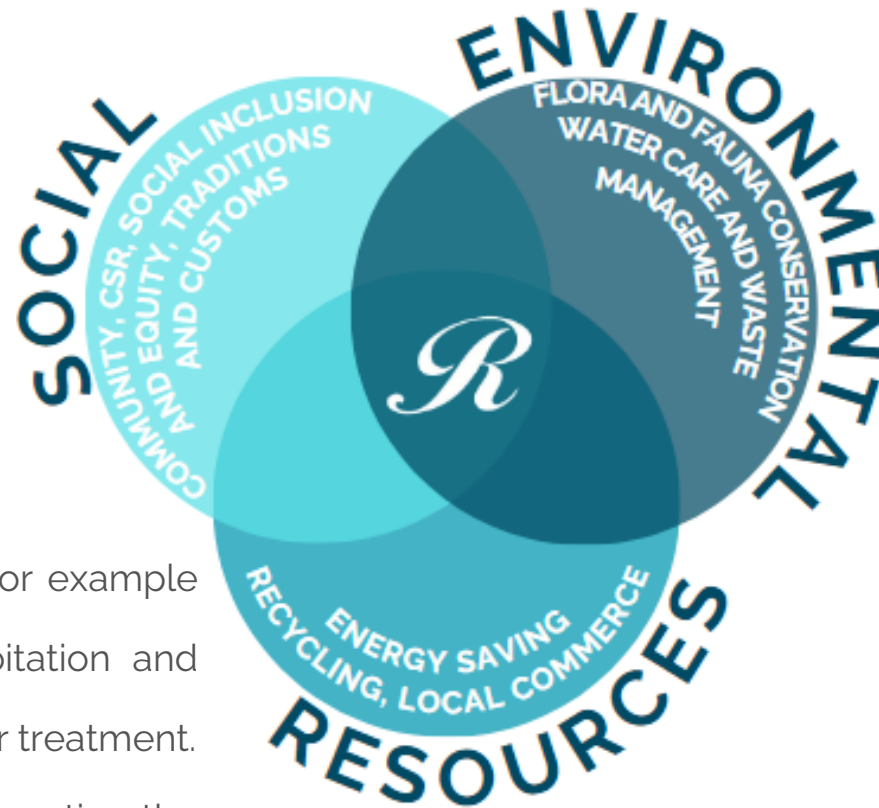 SOCIAL
COMMUNITY, CSR, SOCIAL INCLUSION
AND EQUITY, TRADITIONS
AND CUSTOMS
ENVIRONMENTAL
FLORA AND FAUNA CONSERVATION
WATER CARE AND WASTE
MANAGEMENT
R
ENERGY SAVING
RECYCLING, LOCAL COMMERCE
RESOURCES
example
and
treatment.